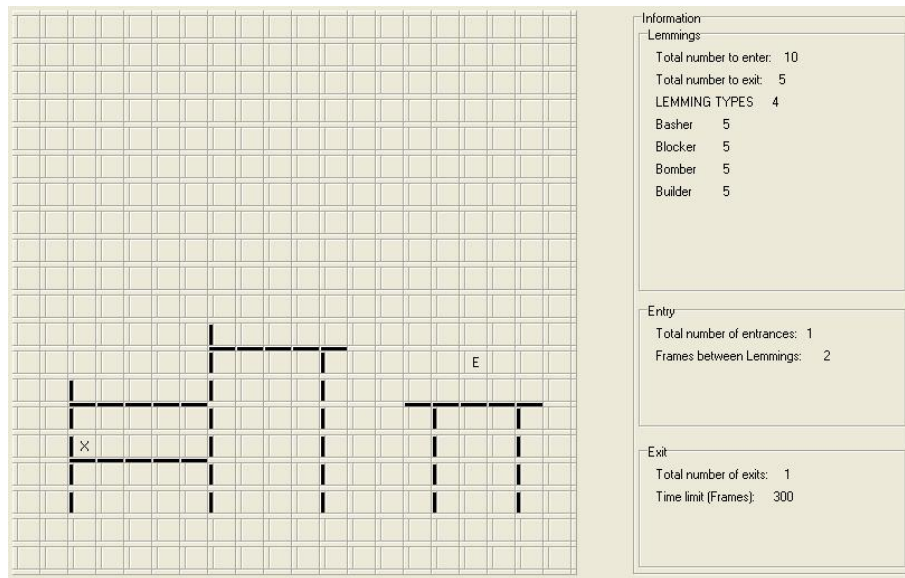 Information
Lemmings
Total number to enter: 10
Total number to exit: 5
LEMMING TYPES 4
Basher 5
Blocker 5
Bomber 5
Builder 5
Entry
Total number of entrances: 1
Frames between Lemmings: 2
Exit
Total number of exits: 1
Time limit (Frames): 300
E
X